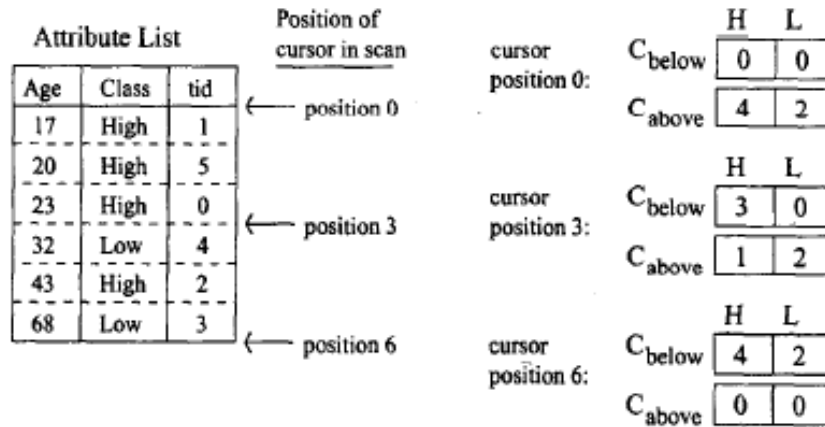 Attribute List
Age Class tid
17 High 1
20 High 5
23 High 0
32 Low 4
43 High 2
68 Low 3
Position of
cursor in scan
position 0
position 3
position 6
cursor
position 0:
H L
C_below 0 0
C_above 4 2
cursor
position 3:
H L
C_below 3 0
C_above 1 2
cursor
position 6:
H L
C_below 4 2
C_above 0 0